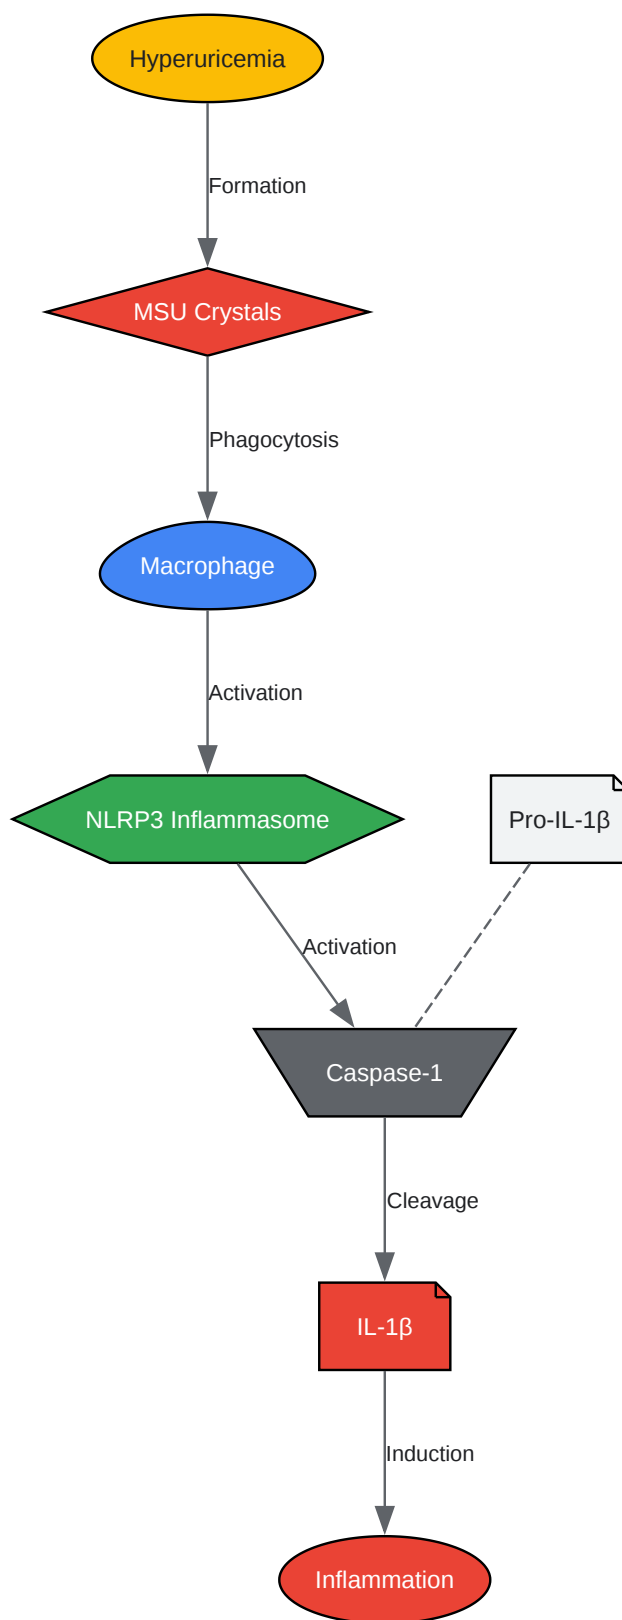 Hyperuricemia
Formation
MSU Crystals
Phagocytosis
Macrophage
Activation
NLRP3 Inflammasome
Pro-IL-1β
Activation
Caspase-1
Cleavage
IL-1β
Induction
Inflammation